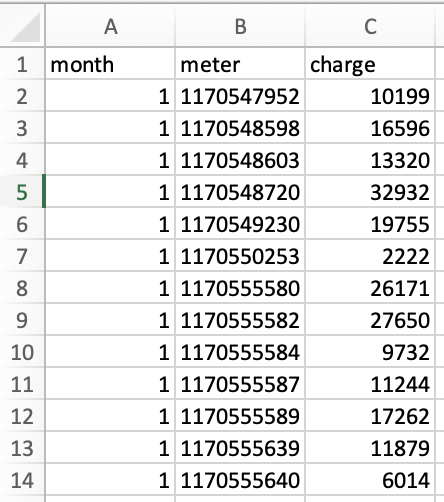 A B C
1 month meter charge
2 1 1170547952 10199
3 1 1170548598 16596
4 1 1170548603 13320
5 1 1170548720 32932
6 1 1170549230 19755
7 1 1170550253 2222
8 1 1170555580 26171
9 1 1170555582 27650
10 1 1170555584 9732
11 1 1170555587 11244
12 1 1170555589 17262
13 1 1170555639 11879
14 1 1170555640 6014